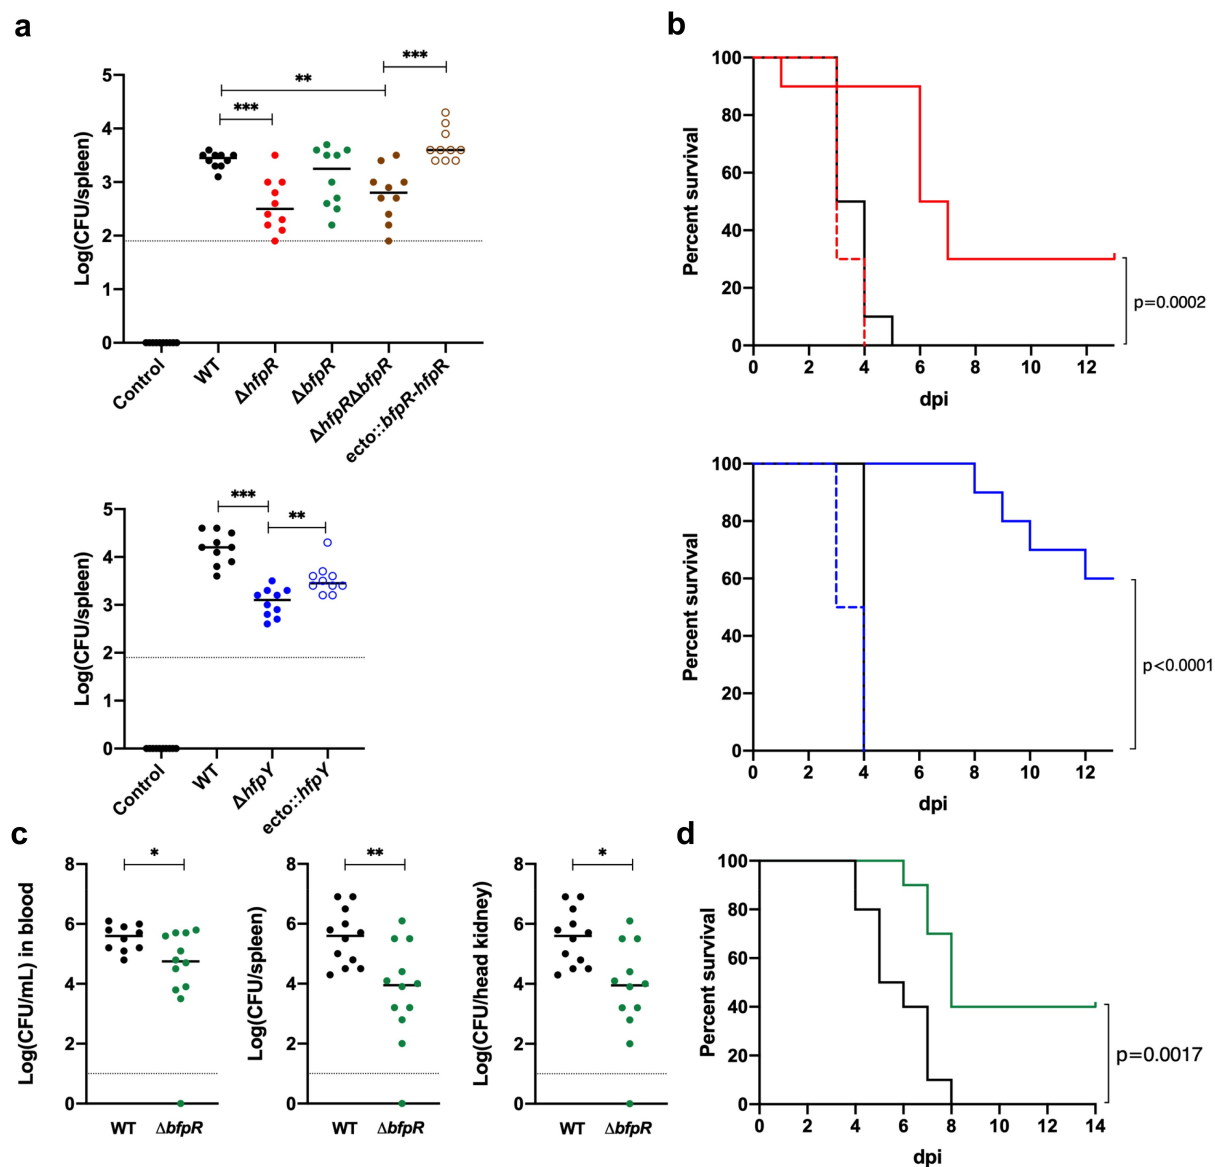 a
***
**
***
Log(CFU/spleen)
5
4
3
2
1
0
Control
WT
ΔhfpR
ΔbfpR
ΔhfpRΔbfpR
ecto::bfpR-hfpR
***
**
Log(CFU/spleen)
5
4
3
2
1
0
Control
WT
ΔhfpY
ecto::hfpY
b
Percent survival
100
80
60
40
20
0
0 2 4 6 8 10 12
dpi
p=0.0002
Percent survival
100
80
60
40
20
0
0 2 4 6 8 10 12
dpi
p<0.0001
c
*
Log(CFU/mL) in blood
8
6
4
2
0
WT ΔbfpR
**
Log(CFU/spleen)
8
6
4
2
0
WT ΔbfpR
*
Log(CFU/head kidney)
8
6
4
2
0
WT ΔbfpR
d
Percent survival
100
80
60
40
20
0
0 2 4 6 8 10 12 14
dpi
p=0.0017